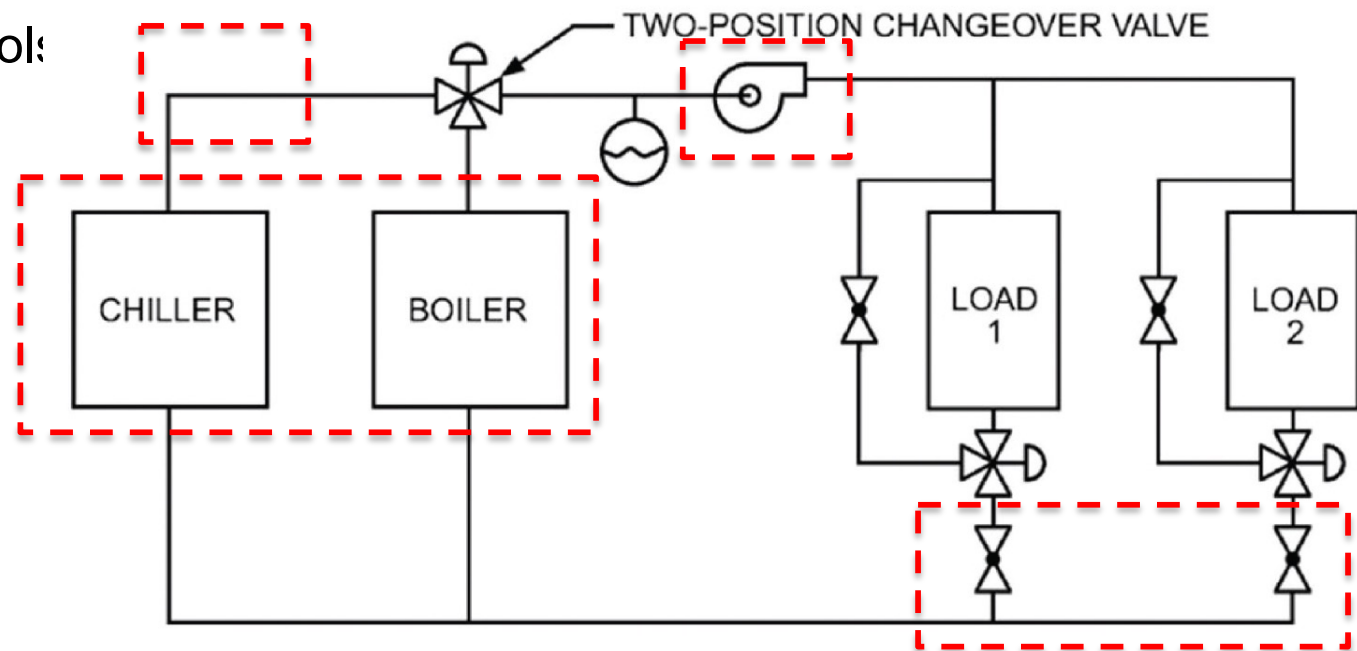 TWO-POSITION CHANGEOVER VALVE
CHILLER
BOILER
LOAD
1
LOAD
2